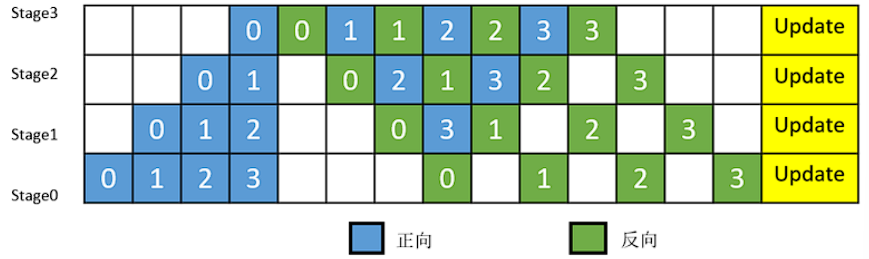 Stage3 0 0 1 1 2 2 3 3 Update
Stage2 0 1 0 2 1 3 2 3 Update
Stage1 0 1 2 0 3 1 2 3 Update
Stage0 0 1 2 3 0 1 2 3 Update
正向 反向